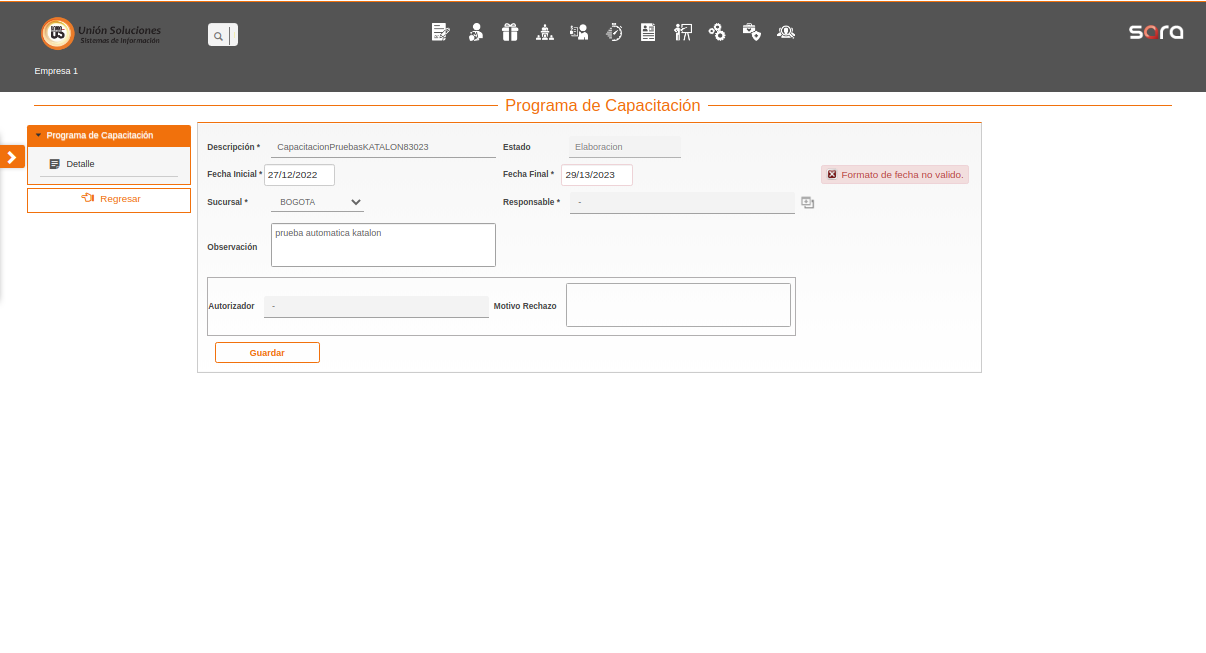 Unión Soluciones
Sistemas de Información
sara
Empresa 1
Programa de Capacitación
Programa de Capacitación
Detalle
Regresar
Descripción * CapacitacionPruebasKATALON83023 Estado Elaboracion
Fecha Inicial * 27/12/2022 Fecha Final * 29/13/2023 Formato de fecha no valido.
Sucursal * BOGOTA Responsable * -
Observación prueba automatica katalon
Autorizador - Motivo Rechazo
Guardar